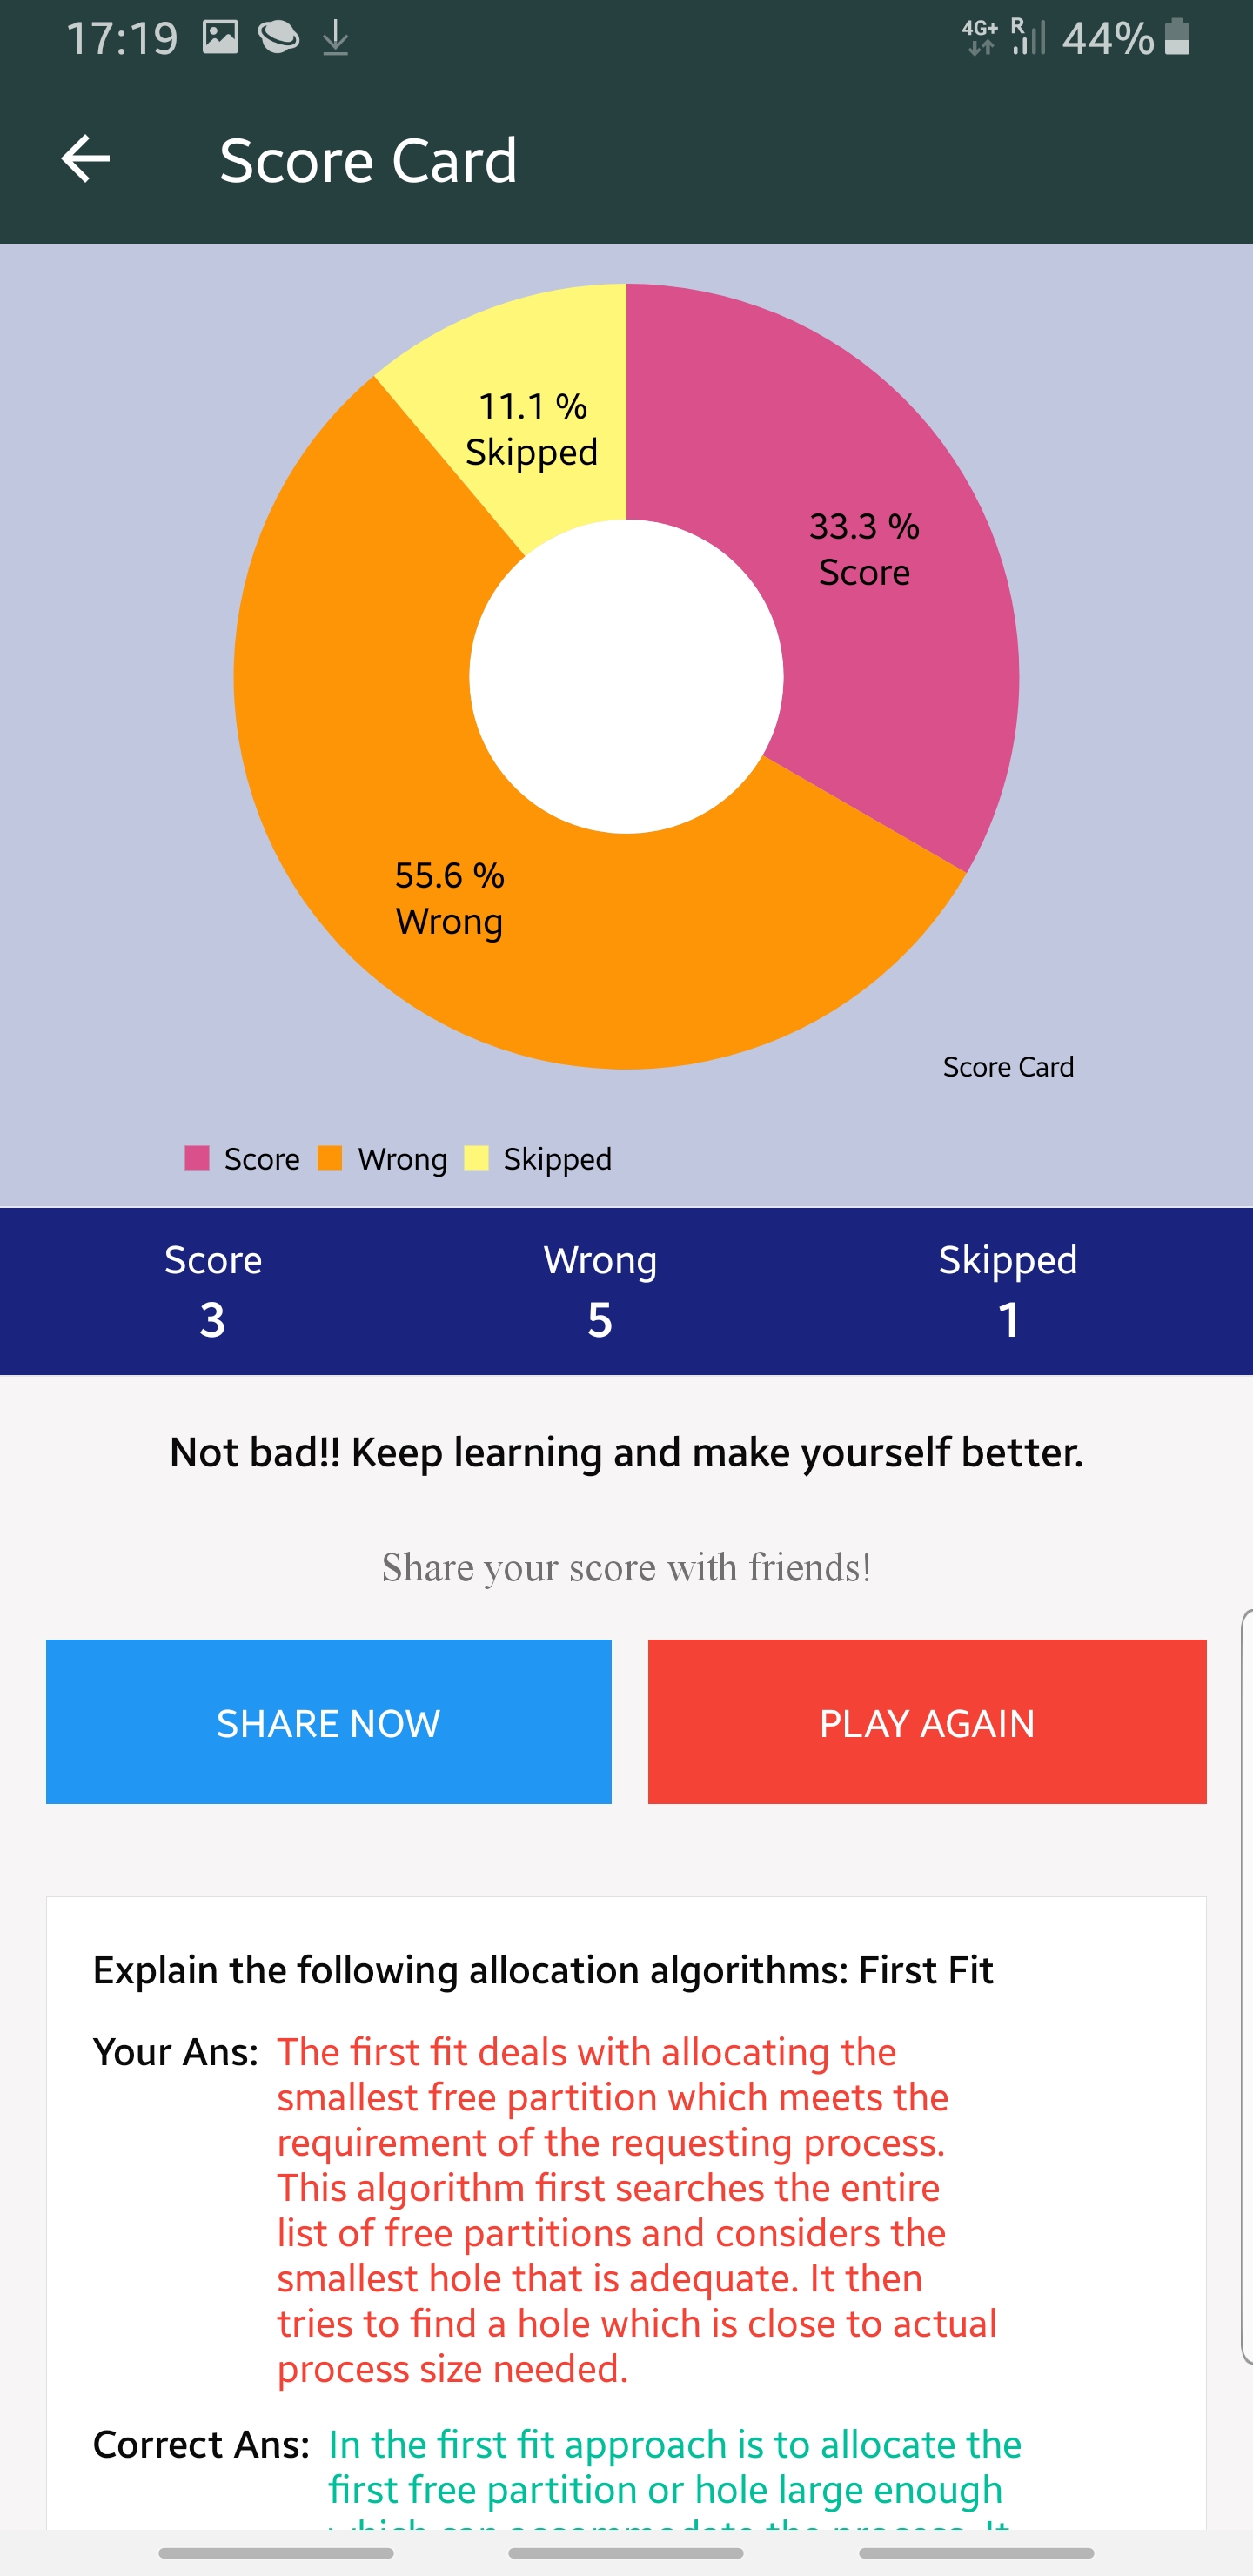 17:19 4G+ R 44%
Score Card
11.1 %
Skipped
33.3 %
Score
55.6 %
Wrong
Score Card
Score Wrong Skipped
Score Wrong Skipped
3 5 1
Not bad!! Keep learning and make yourself better.
Share your score with friends!
SHARE NOW PLAY AGAIN
Explain the following allocation algorithms: First Fit
Your Ans: The first fit deals with allocating the
smallest free partition which meets the
requirement of the requesting process.
This algorithm first searches the entire
list of free partitions and considers the
smallest hole that is adequate. It then
tries to find a hole which is close to actual
process size needed.
Correct Ans: In the first fit approach is to allocate the
first free partition or hole large enough
which can accommodate the process. It